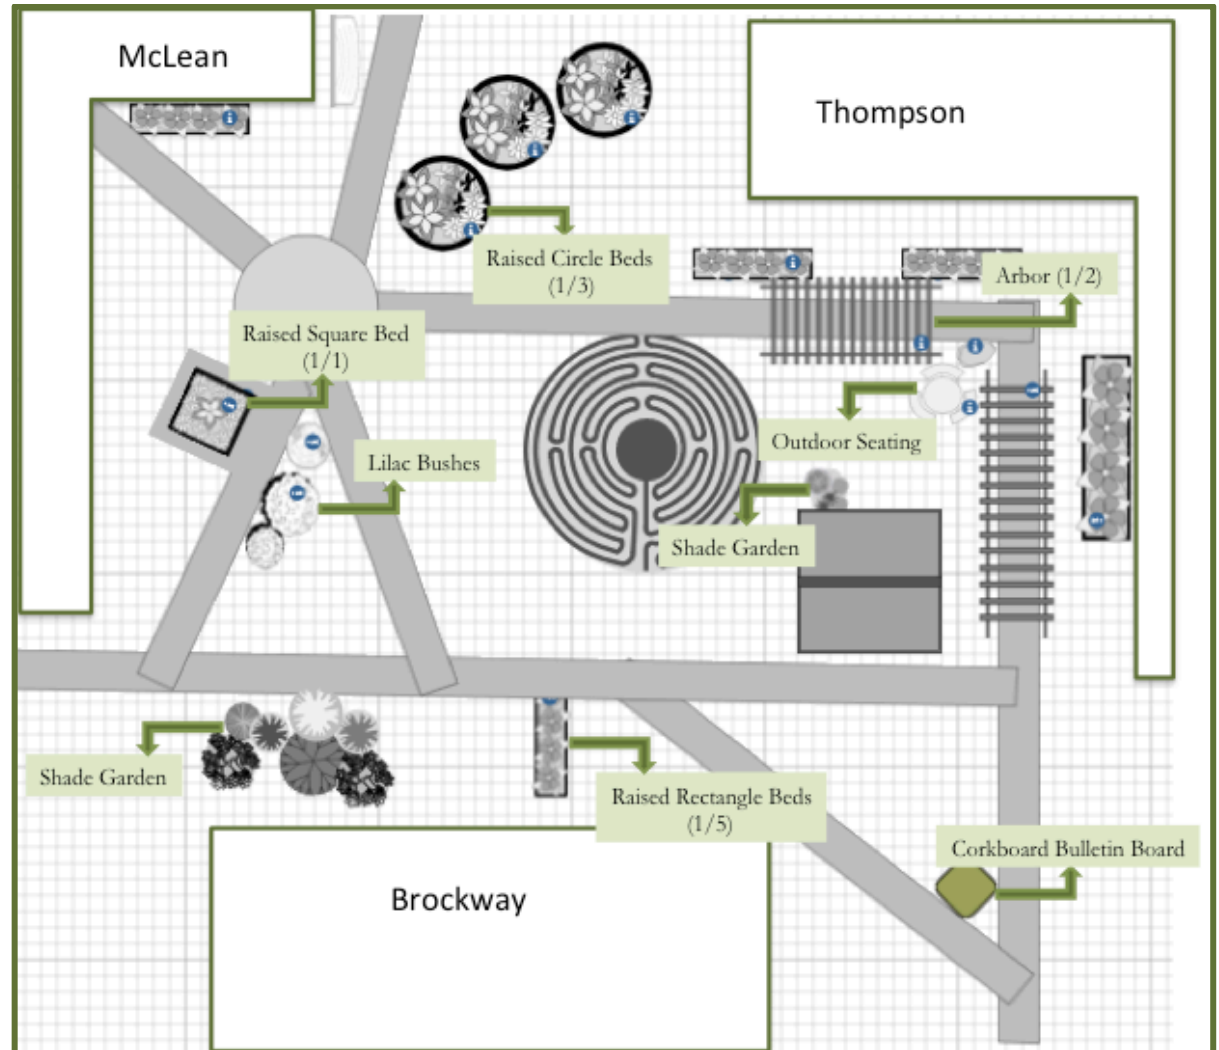 McLean
Thompson
Raised Circle Beds
(1/3)
Arbor (1/2)
Raised Square Bed
(1/1)
Outdoor Seating
Lilac Bushes
Shade Garden
Shade Garden
Raised Rectangle Beds
(1/5)
Corkboard Bulletin Board
Brockway